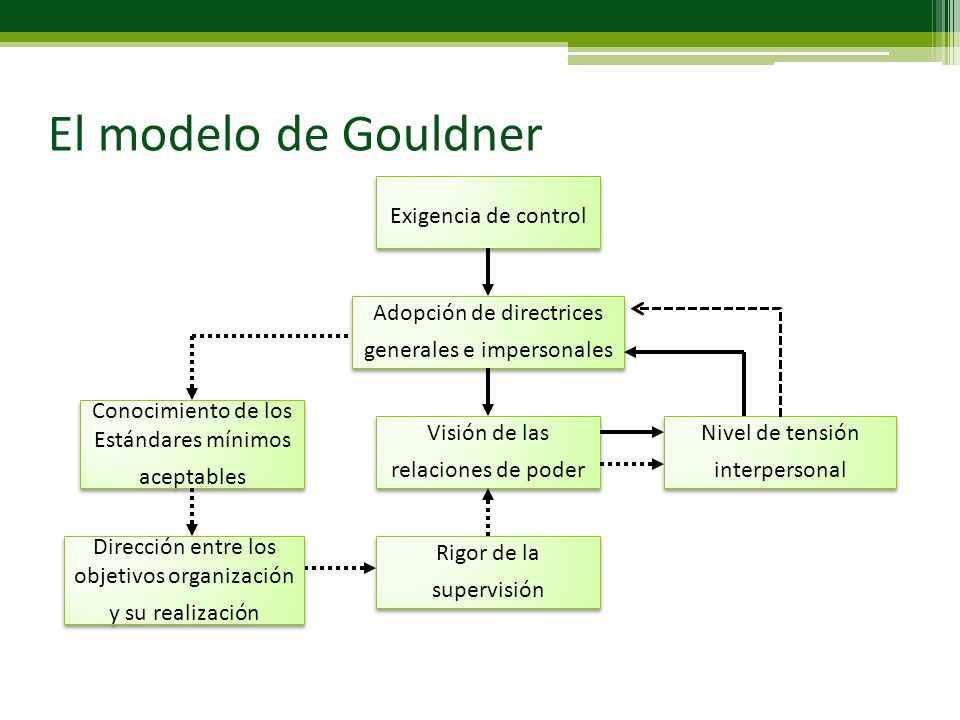 El modelo de Gouldner
Exigencia de control
Adopción de directrices
generales e impersonales
Conocimiento de los
Estándares mínimos
aceptables
Visión de las
relaciones de poder
Nivel de tensión
interpersonal
Dirección entre los
objetivos organización
y su realización
Rigor de la
supervisión